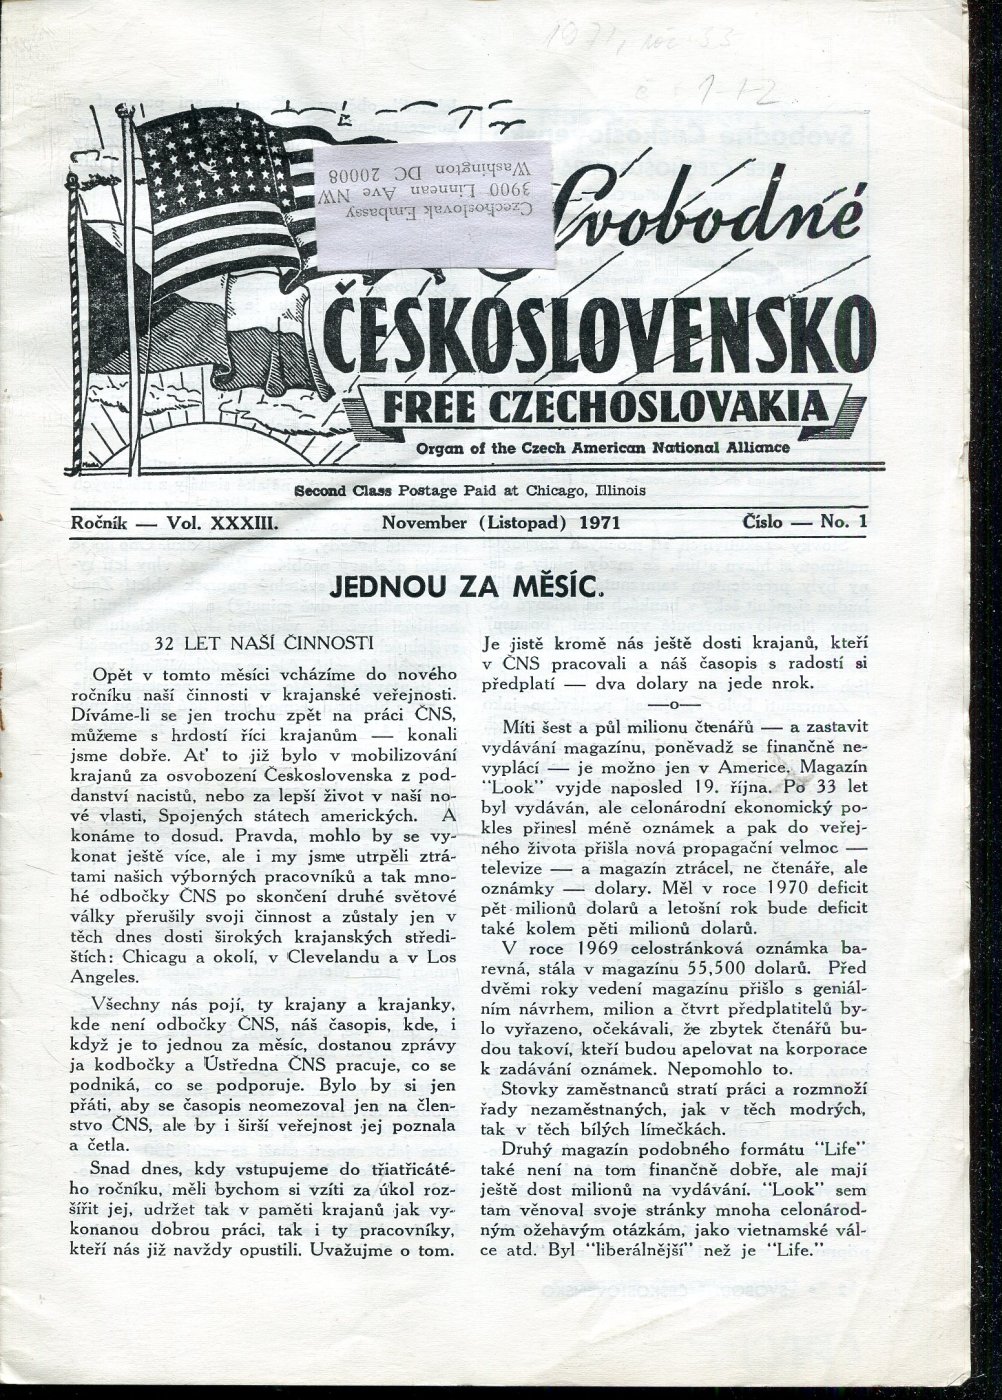 1971, roč. 33
č. 1-12
Czechoslovak Embassy
3900 Linnean Ave NW
Washington DC 20008
Svobodné
ČESKOSLOVENSKO
FREE CZECHOSLOVAKIA
Organ of the Czech American National Alliance
Second Class Postage Paid at Chicago, Illinois
Ročník — Vol. XXXIII.
November (Listopad) 1971
Číslo — No. 1
JEDNOU ZA MĚSÍC.
32 LET NAŠÍ ČINNOSTI
Opět v tomto měsíci vcházíme do nového
ročníku naší činnosti v krajanské veřejnosti.
Díváme-li se jen trochu zpět na práci ČNS,
můžeme s hrdostí říci krajanům — konali
jsme dobře. Ať to již bylo v mobilizování
krajanů za osvobození Československa z pod-
danství nacistů, nebo za lepší život v naší no-
vé vlasti, Spojených státech amerických. A
konáme to dosud. Pravda, mohlo by se vy-
konat ještě více, ale i my jsme utrpěli ztrá-
tami našich výborných pracovníků a tak mno-
hé odbočky ČNS po skončení druhé světové
války přerušily svoji činnost a zůstaly jen v
těch dnes dosti širokých krajanských středi-
štích: Chicagu a okolí, v Clevelandu a v Los
Angeles.
Všechny nás pojí, ty krajany a krajanky,
kde není odbočky ČNS, náš časopis, kde, i
když je to jednou za měsíc, dostanou zprávy
ja kodbočky a Ústředna ČNS pracuje, co se
podniká, co se podporuje. Bylo by si jen
přáti, aby se časopis neomezoval jen na člen-
stvo ČNS, ale by i širší veřejnost jej poznala
a četla.
Snad dnes, kdy vstupujeme do třiatřicáté-
ho ročníku, měli bychom si vzíti za úkol roz-
šířit jej, udržet tak v paměti krajanů jak vy-
konanou dobrou práci, tak i ty pracovníky,
kteří nás již navždy opustili. Uvažujme o tom.
Je jistě kromě nás ještě dosti krajanů, kteří
v ČNS pracovali a náš časopis s radostí si
předplatí — dva dolary na jede nrok.
—o—
Míti šest a půl milionu čtenářů — a zastavit
vydávání magazínu, poněvadž se finančně ne-
vyplácí — je možno jen v Americe. Magazín
"Look" vyjde naposled 19. října. Po 33 let
byl vydáván, ale celonárodní ekonomický po-
kles přinesl méně oznámek a pak do veřej-
ného života přišla nová propagační velmoc —
televize — a magazín ztrácel, ne čtenáře, ale
oznámky — dolary. Měl v roce 1970 deficit
pět milionů dolarů a letošní rok bude deficit
také kolem pěti milionů dolarů.
V roce 1969 celostránková oznámka ba-
revná, stála v magazínu 55,500 dolarů. Před
dvěmi roky vedení magazínu přišlo s geniál-
ním návrhem, milion a čtvrt předplatitelů by-
lo vyřazeno, očekávali, že zbytek čtenářů bu-
dou takoví, kteří budou apelovat na korporace
k zadávání oznámek. Nepomohlo to.
Stovky zaměstnanců stratí práci a rozmnoží
řady nezaměstnaných, jak v těch modrých,
tak v těch bílých límečkách.
Druhý magazín podobného formátu "Life"
také není na tom finančně dobře, ale mají
ještě dost milionů na vydávání. "Look" sem
tam věnoval svoje stránky mnoha celonárod-
ným ožehavým otázkám, jako vietnamské vál-
ce atd. Byl "liberálnější" než je "Life."